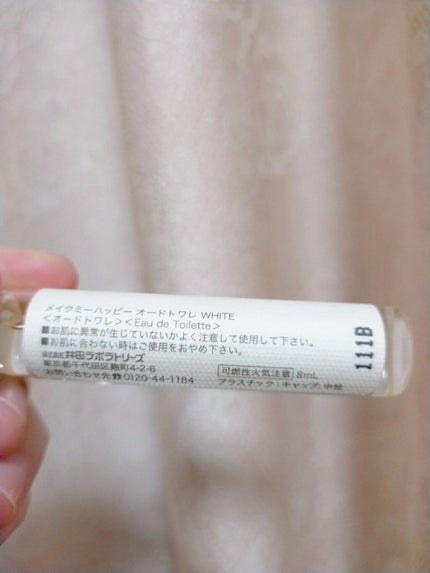 メイクミーハッピー オードトワレ WHITE
<オードトワレ><Eau de Toilette>
■お肌に異常が生じていないかよく注意して使用して下さい。
■お肌に合わない時はご使用をおやめ下さい。
株式会社 井田ラボラトリーズ
東京都千代田区麹町4-2-6
お問い合わせ先☎0120-44-1184
可燃性火気注意 8mL
プラスチック:キャップ、中栓
111B